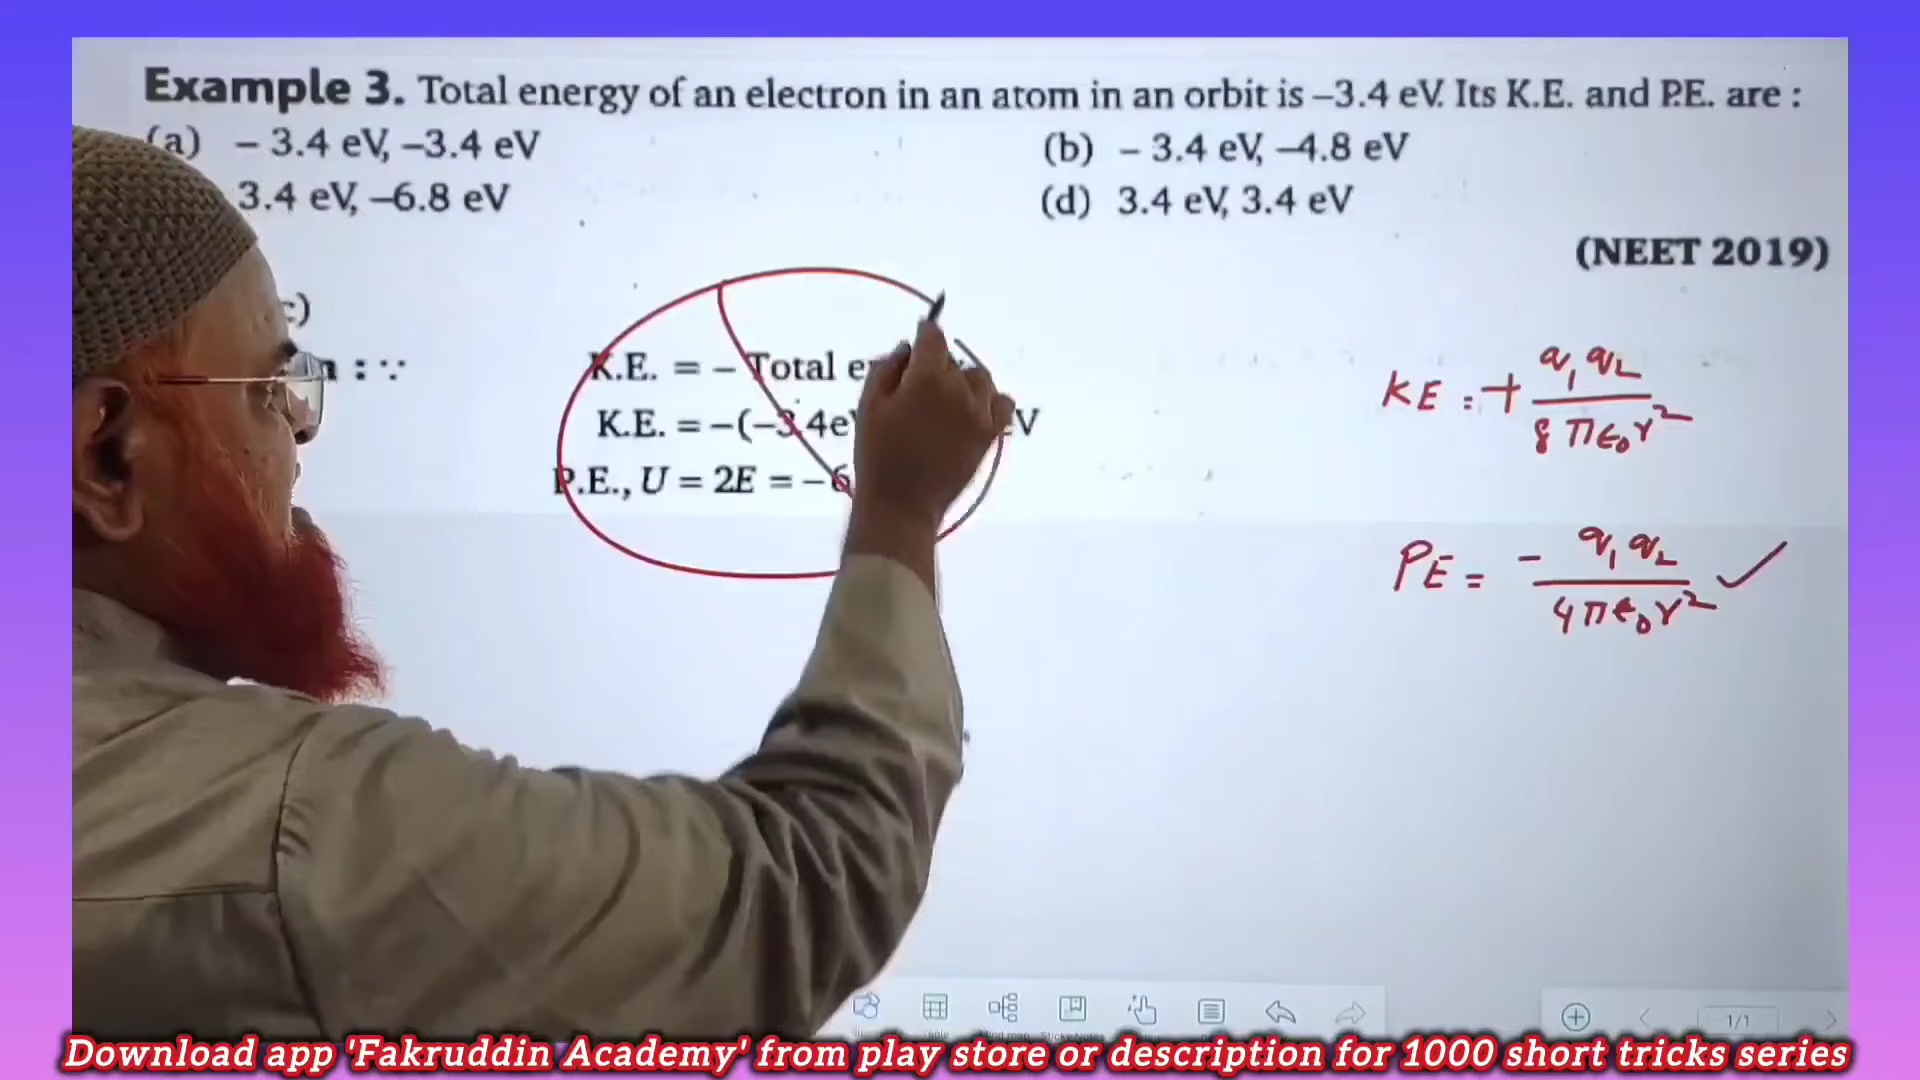 Example 3. Total energy of an electron in an atom in an orbit is –3.4 eV. Its K.E. and P.E. are :
(a) – 3.4 eV, –3.4 eV
(b) – 3.4 eV, –4.8 eV
3.4 eV, –6.8 eV
(d) 3.4 eV, 3.4 eV
(NEET 2019)
K.E. = – Total
K.E. = –(–3.4e V
P.E., U = 2E = –6
KE = + q₁q₂ / 8πϵ₀r²
PE = – q₁q₂ / 4πϵ₀r² ✓
1/1
Download app 'Fakruddin Academy' from play store or description for 1000 short tricks series